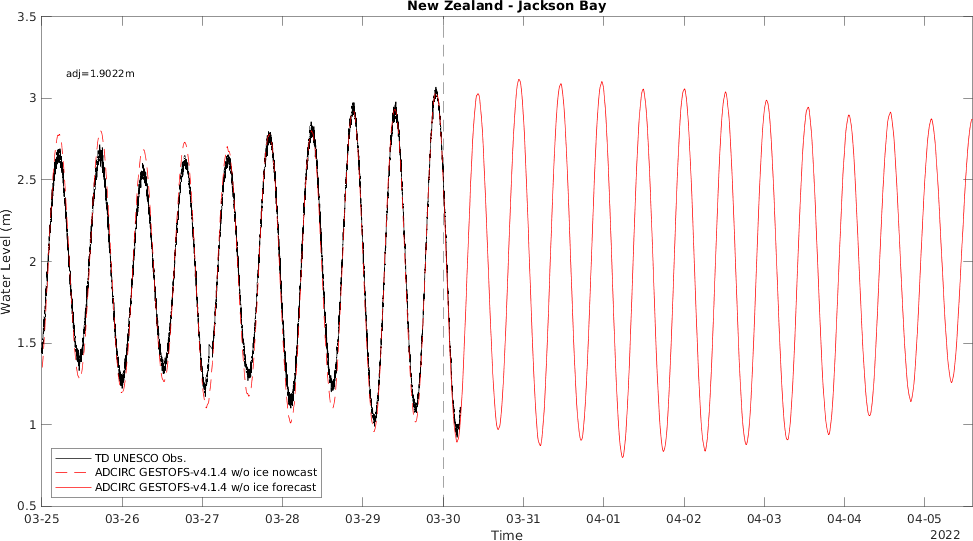 New Zealand - Jackson Bay
3.5
adj=1.9022m
3
2.5
2
1.5
1
0.5
Water Level (m)
TD UNESCO Obs.
ADCIRC GESTOFS-v4.1.4 w/o ice nowcast
ADCIRC GESTOFS-v4.1.4 w/o ice forecast
03-25 03-26 03-27 03-28 03-29 03-30 03-31 04-01 04-02 04-03 04-04 04-05
Time
2022